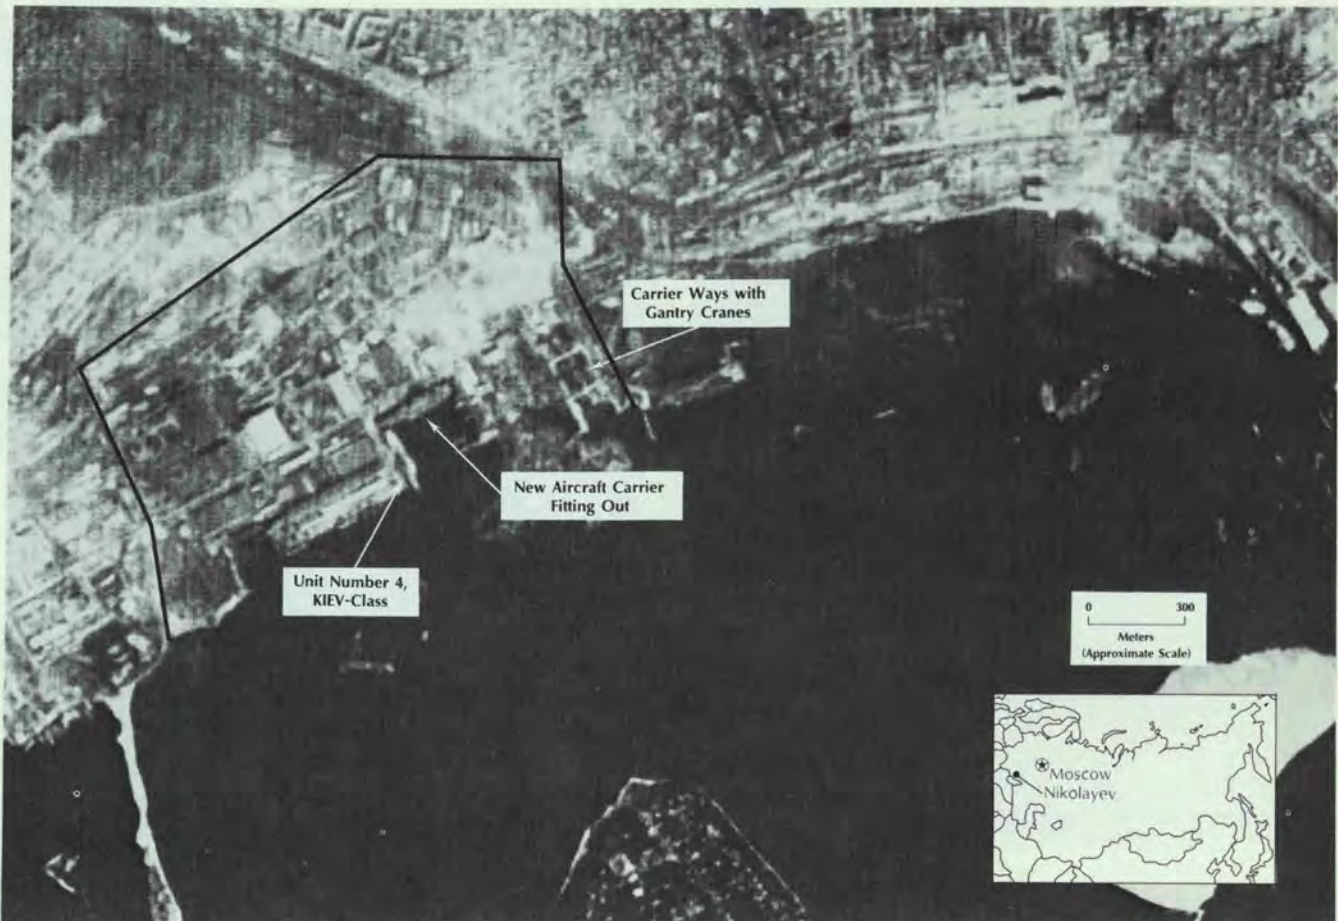 Carrier Ways with
Gantry Cranes
New Aircraft Carrier
Fitting Out
Unit Number 4,
KIEV-Class
0 300
Meters
(Approximate Scale)
Moscow
Nikolayev